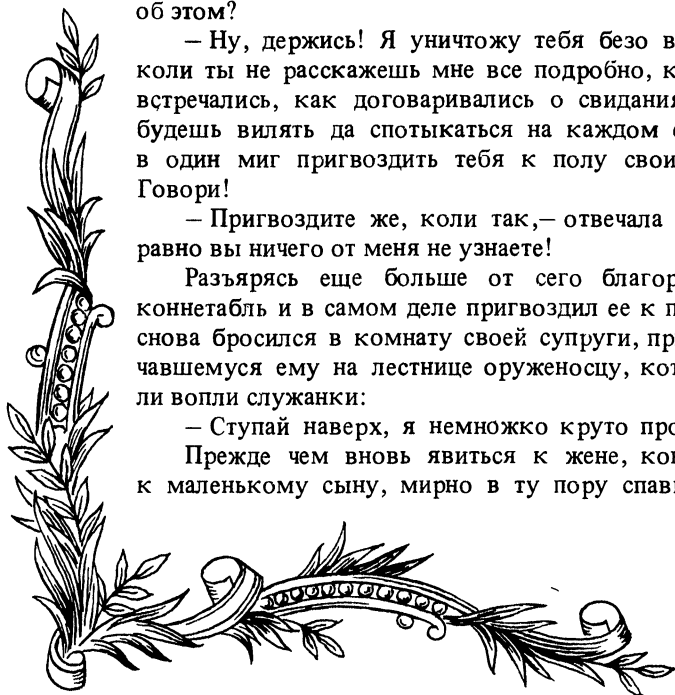 об этом?
— Ну, держись! Я уничтожу тебя безо в
коли ты не расскажешь мне все подробно, к
встречались, как договаривались о свидания
будешь вилять да спотыкаться на каждом
в один миг пригвоздить тебя к полу свои
Говори!
— Пригвоздите же, коли так,— отвечала
равно вы ничего от меня не узнаете!
Разъярясь еще больше от сего благор
коннетабль и в самом деле пригвоздил ее к п
снова бросился в комнату своей супруги, пр
чавшемуся ему на лестнице оруженосцу, кот
ли вопли служанки:
— Ступай наверх, я немножко круто про
Прежде чем вновь явиться к жене, кон
к маленькому сыну, мирно в ту пору спавш